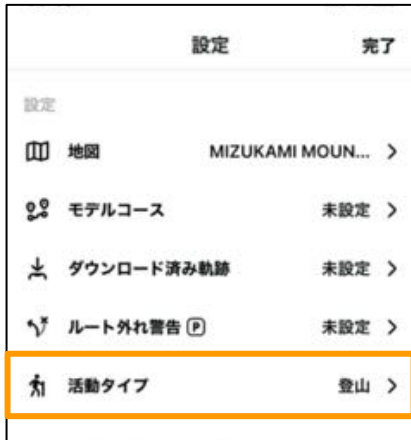 設定 完了
設定
地図 MIZUKAMI MOUN... >
モデルコース 未設定 >
ダウンロード済み軌跡 未設定 >
ルート外れ警告 P 未設定 >
活動タイプ 登山 >